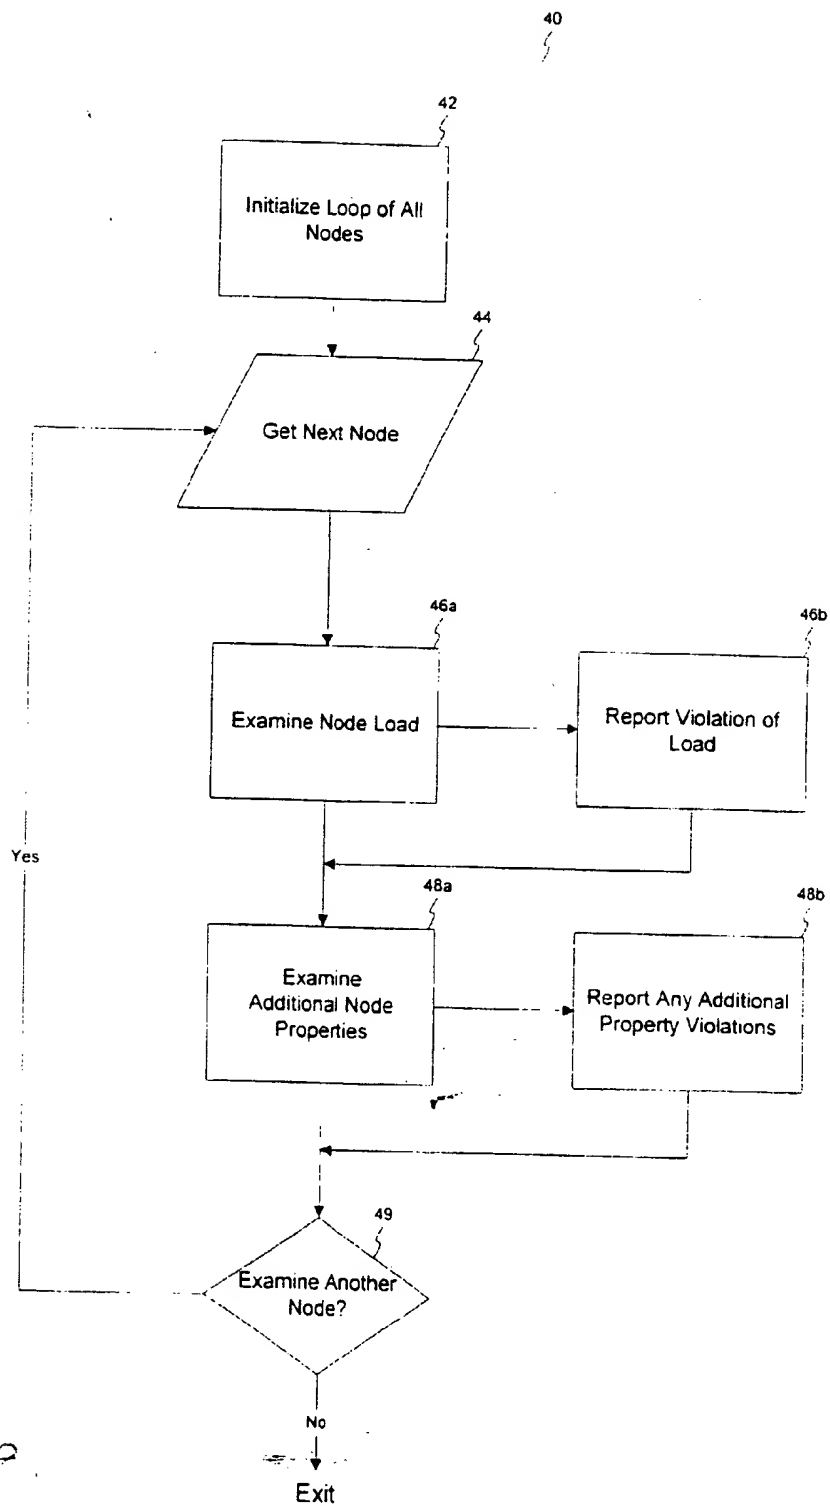 40
42
Initialize Loop of All
Nodes
44
Get Next Node
46a
Examine Node Load
46b
Report Violation of
Load
Yes
48a
Examine
Additional Node
Properties
48b
Report Any Additional
Property Violations
49
Examine Another
Node?
No
Exit